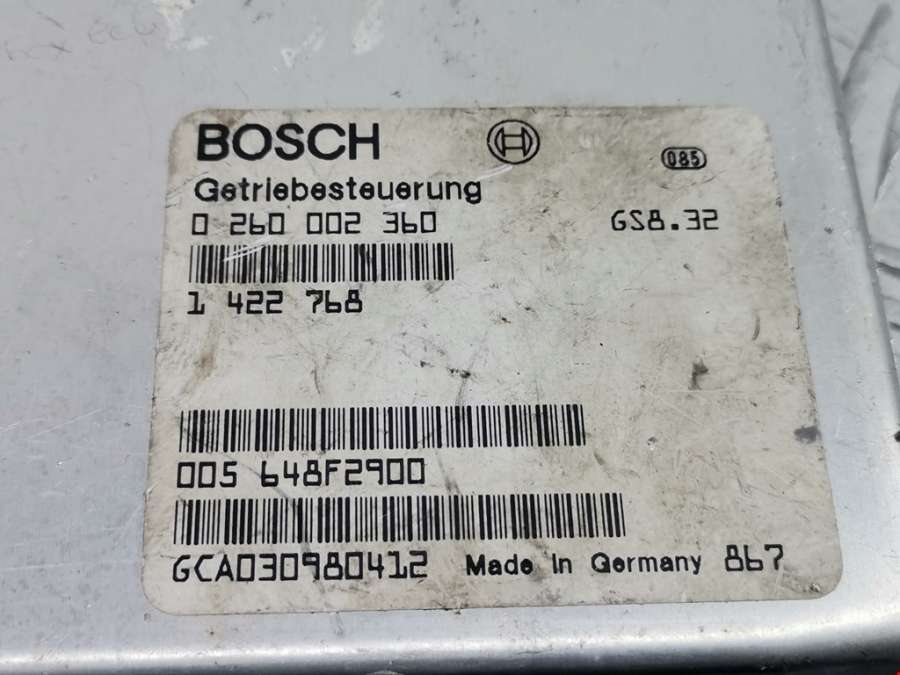 BOSCH
085
Getriebesteuerung
0 260 002 360 GS8.32
1 422 768
005 648F2900
GCA030980412 Made in Germany 867